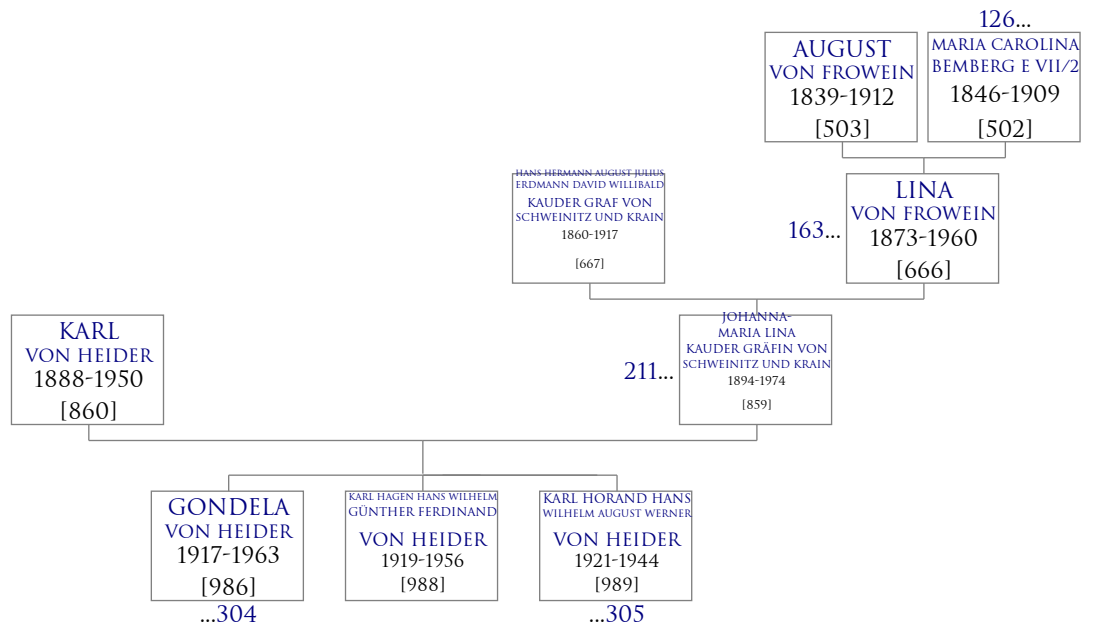 126...
AUGUST
VON FROWEIN
1839-1912
[503]
MARIA CAROLINA
BEMBERG E VII/2
1846-1909
[502]
HANS HERMANN AUGUST JULIUS
ERDMANN DAVID WILLIBALD
KAUDER GRAF VON
SCHWEINITZ UND KRAIN
1860-1917
[667]
163...
LINA
VON FROWEIN
1873-1960
[666]
KARL
VON HEIDER
1888-1950
[860]
211...
JOHANNA-
MARIA LINA
KAUDER GRÄFIN VON
SCHWEINITZ UND KRAIN
1894-1974
[859]
GONDELA
VON HEIDER
1917-1963
[986]
...304
KARL HAGEN HANS WILHELM
GÜNTHER FERDINAND
VON HEIDER
1919-1956
[988]
KARL HORAND HANS
WILHELM AUGUST WERNER
VON HEIDER
1921-1944
[989]
...305